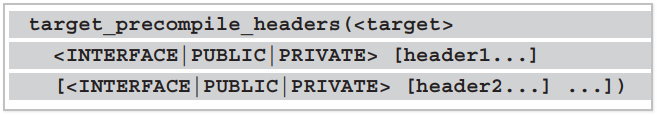 target_precompile_headers(<target>
<INTERFACE|PUBLIC|PRIVATE> [header1...]
[<INTERFACE|PUBLIC|PRIVATE> [header2...] ...])